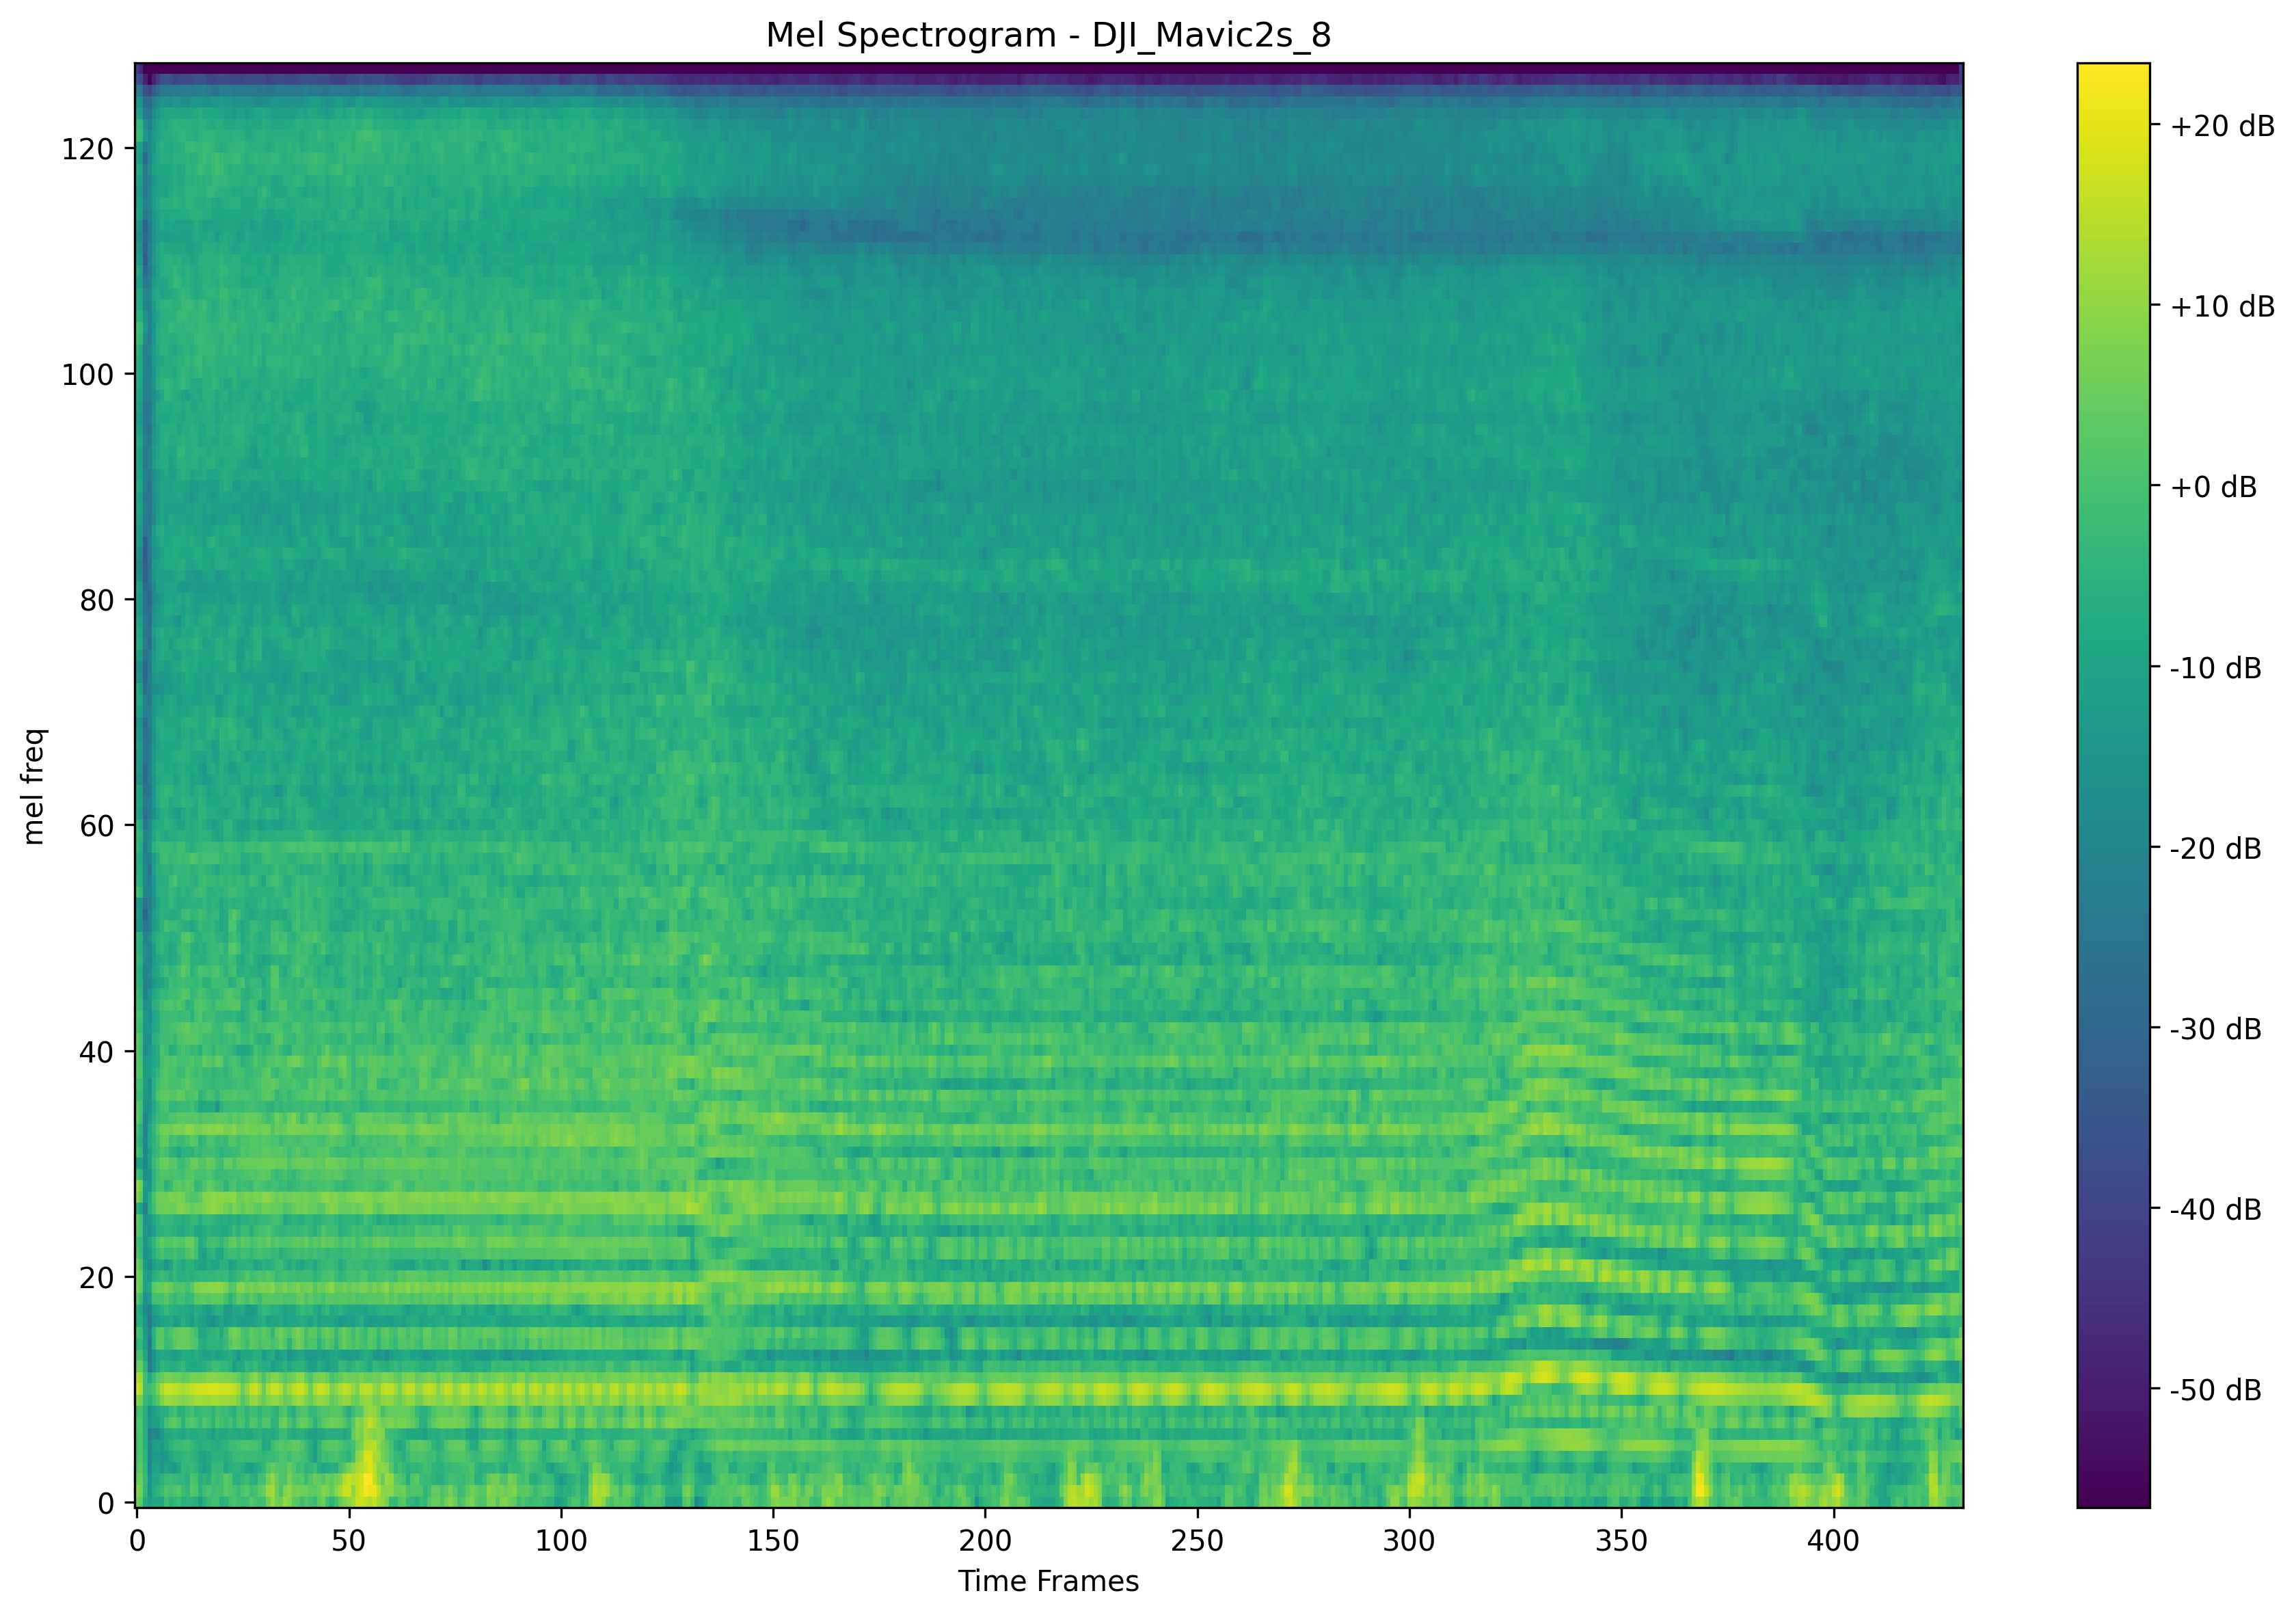 Mel Spectrogram - DJI_Mavic2s_8
120
100
80
60
40
20
0
mel freq
0 50 100 150 200 250 300 350 400
Time Frames
+20 dB
+10 dB
+0 dB
-10 dB
-20 dB
-30 dB
-40 dB
-50 dB